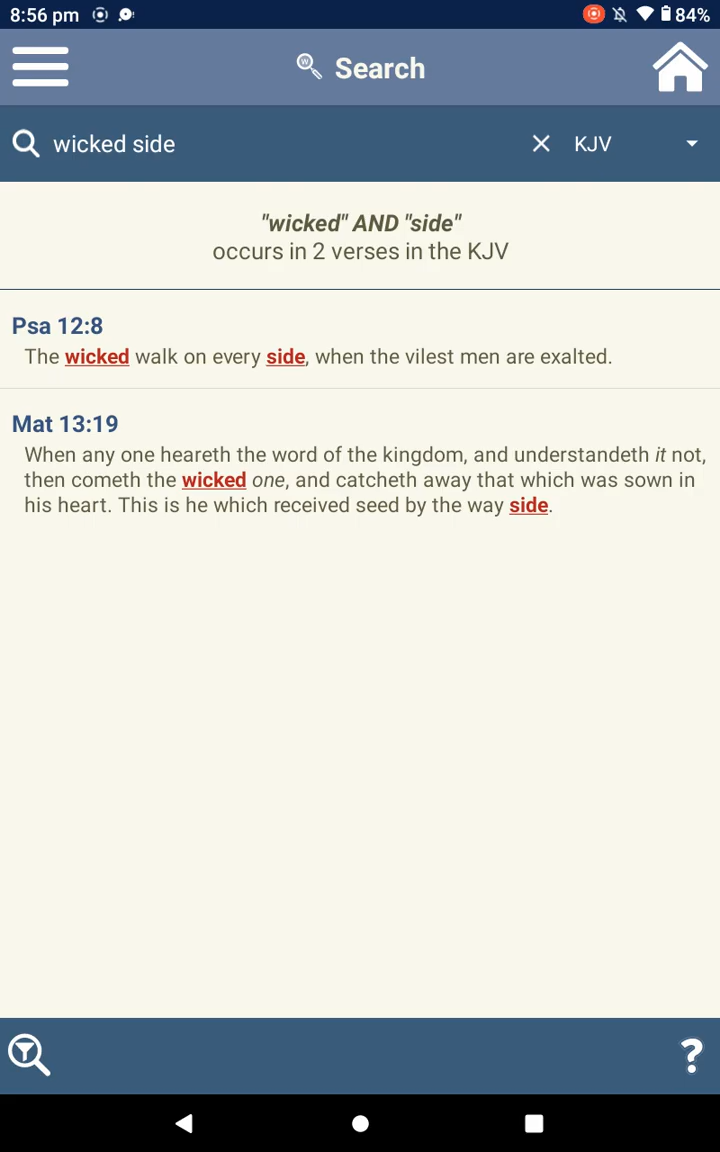 8:56 pm 84%
Search
wicked side KJV
"wicked" AND "side"
occurs in 2 verses in the KJV
Psa 12:8
The wicked walk on every side, when the vilest men are exalted.
Mat 13:19
When any one heareth the word of the kingdom, and understandeth it not,
then cometh the wicked one, and catcheth away that which was sown in
his heart. This is he which received seed by the way side.
?